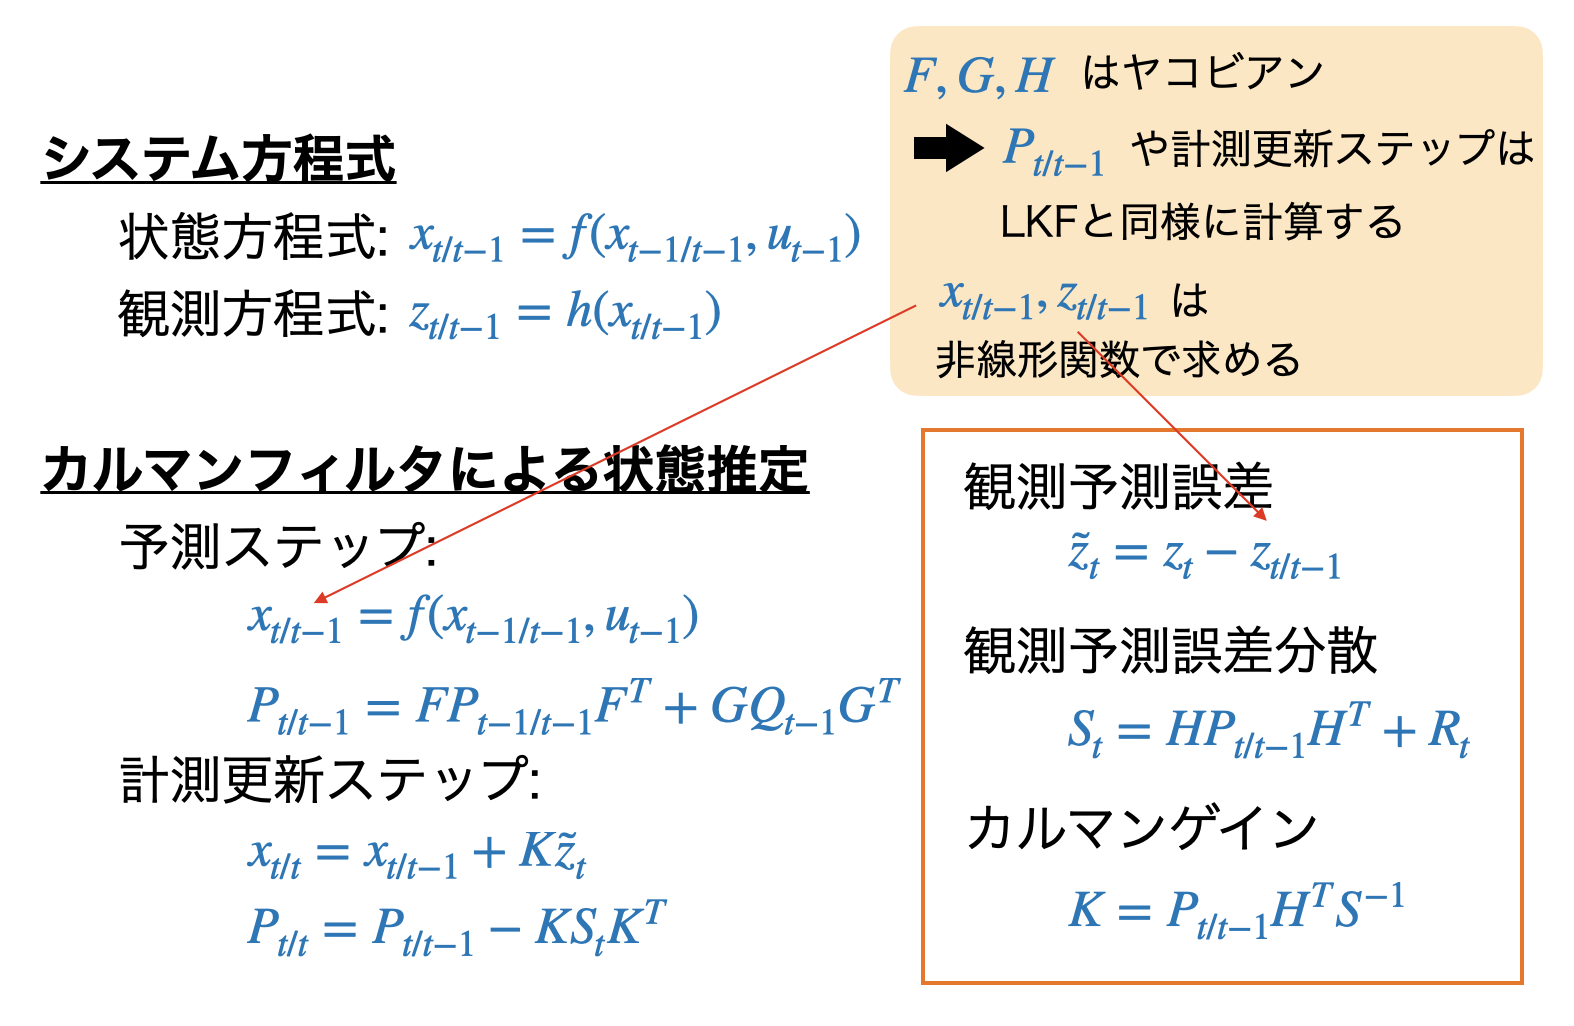 システム方程式
状態方程式: x_{t/t−1} = f(x_{t−1/t−1}, u_{t−1})
観測方程式: z_{t/t−1} = h(x_{t/t−1})
F, G, H はヤコビアン
P_{t/t−1} や計測更新ステップは
LKFと同様に計算する
x_{t/t−1}, z_{t/t−1} は
非線形関数で求める
カルマンフィルタによる状態推定
予測ステップ:
x_{t/t−1} = f(x_{t−1/t−1}, u_{t−1})
P_{t/t−1} = FP_{t−1/t−1}F^T + GQ_{t−1}G^T
計測更新ステップ:
x_{t/t} = x_{t/t−1} + Kz̃_t
P_{t/t} = P_{t/t−1} − KS_tK^T
観測予測誤差
z̃_t = z_t − z_{t/t−1}
観測予測誤差分散
S_t = HP_{t/t−1}H^T + R_t
カルマンゲイン
K = P_{t/t−1}H^TS^{−1}